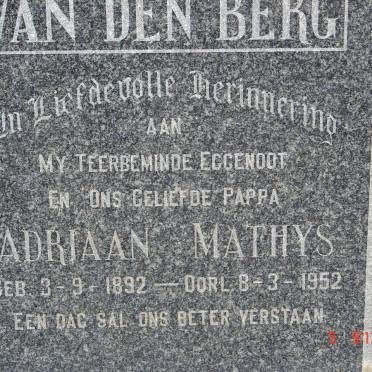 VAN DEN BERG
In Liefdevolle Herinnering
AAN
MY TEERBEMINDE EGGENOOT
EN ONS GELIEFDE PAPPA
ADRIAAN MATHYS
GEB. 3-9-1892 — OORL. 8-3-1952
EEN DAG SAL ONS BETER VERSTAAN